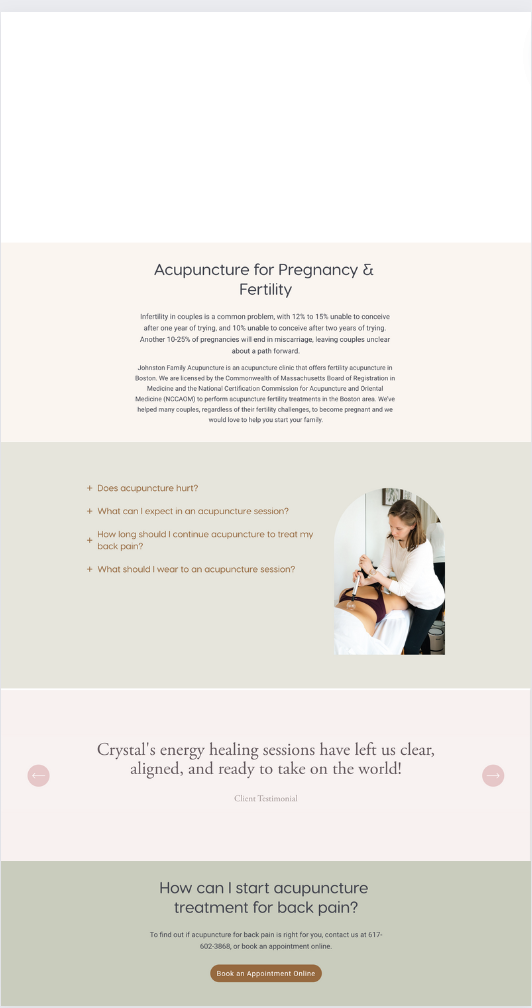 Acupuncture for Pregnancy &
Fertility
Infertility in couples is a common problem, with 12% to 15% unable to conceive
after one year of trying, and 10% unable to conceive after two years of trying.
Another 10-25% of pregnancies will end in miscarriage, leaving couples unclear
about a path forward.
Johnston Family Acupuncture is an acupuncture clinic that offers fertility acupuncture in
Boston. We are licensed by the Commonwealth of Massachusetts Board of Registration in
Medicine and the National Certification Commission for Acupuncture and Oriental
Medicine (NCCAOM) to perform acupuncture fertility treatments in the Boston area. We've
helped many couples, regardless of their fertility challenges, to become pregnant and we
would love to help you start your family.
+ Does acupuncture hurt?
+ What can I expect in an acupuncture session?
+ How long should I continue acupuncture to treat my
back pain?
+ What should I wear to an acupuncture session?
Crystal's energy healing sessions have left us clear,
aligned, and ready to take on the world!
Client Testimonial
How can I start acupuncture
treatment for back pain?
To find out if acupuncture for back pain is right for you, contact us at 617-
602-3868, or book an appointment online.
Book an Appointment Online